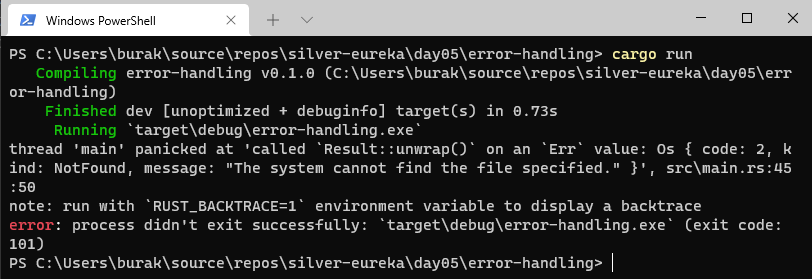 Windows PowerShell
PS C:\Users\burak\source\repos\silver-eureka\day05\error-handling> cargo run
   Compiling error-handling v0.1.0 (C:\Users\burak\source\repos\silver-eureka\day05\err
or-handling)
    Finished dev [unoptimized + debuginfo] target(s) in 0.73s
     Running `target\debug\error-handling.exe`
thread 'main' panicked at 'called `Result::unwrap()` on an `Err` value: Os { code: 2, k
ind: NotFound, message: "The system cannot find the file specified." }', src\main.rs:45
:50
note: run with `RUST_BACKTRACE=1` environment variable to display a backtrace
error: process didn't exit successfully: `target\debug\error-handling.exe` (exit code:
101)
PS C:\Users\burak\source\repos\silver-eureka\day05\error-handling>